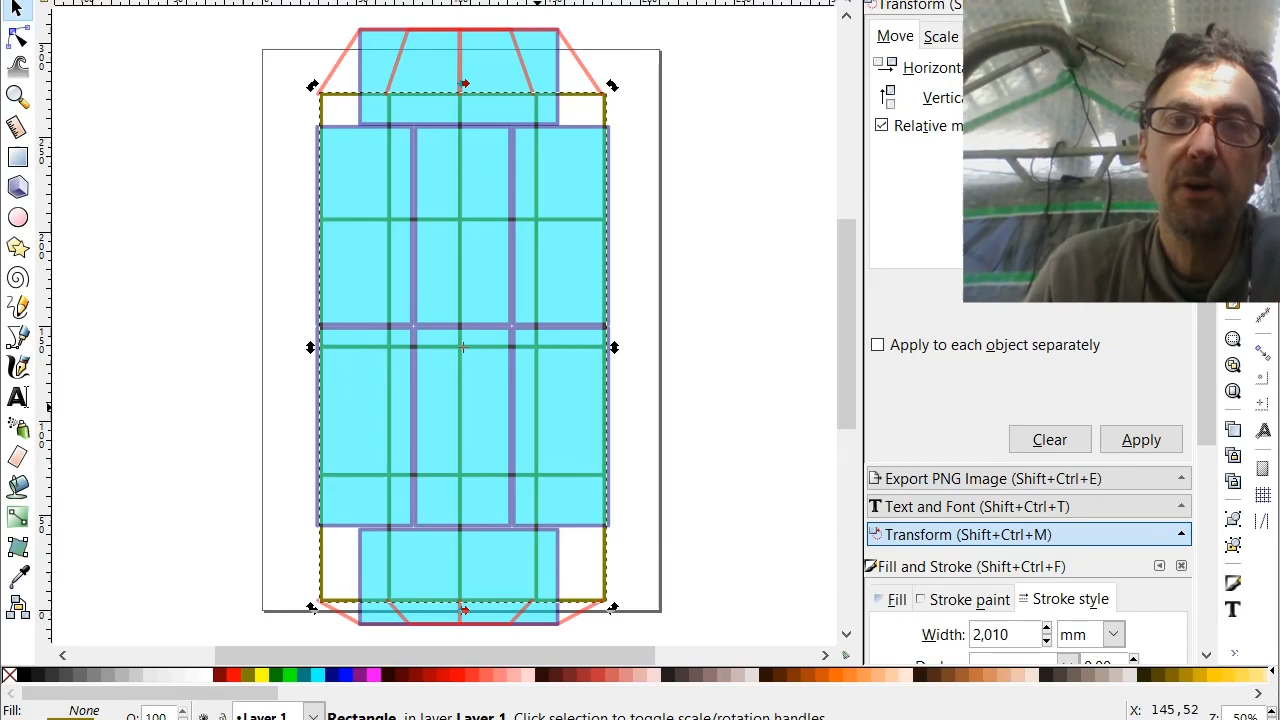 Transform (Shift+Ctrl+M)
Move Scale
Horizonta
Vertica
Relative m
Apply to each object separately
Clear Apply
Export PNG Image (Shift+Ctrl+E)
Text and Font (Shift+Ctrl+T)
Transform (Shift+Ctrl+M)
Fill and Stroke (Shift+Ctrl+F)
Fill Stroke paint Stroke style
Width: 2,010 mm
Fill: None O: 100 •Layer 1 Rectangle in layer Layer 1. Click selection to toggle scale/rotation handles X: 145,52 Z: 50%